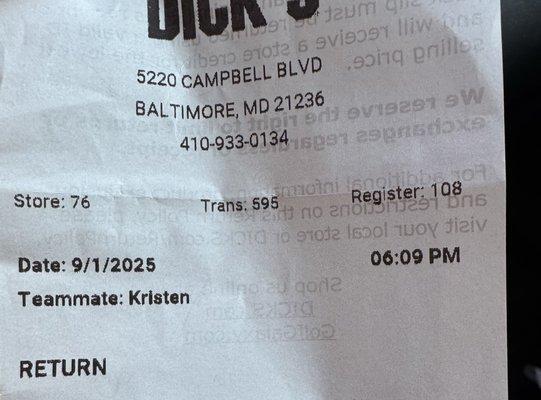 DICK'S
5220 CAMPBELL BLVD
BALTIMORE, MD 21236
410-933-0134
Store: 76 Trans: 595 Register: 108
Date: 9/1/2025 06:09 PM
Teammate: Kristen
RETURN